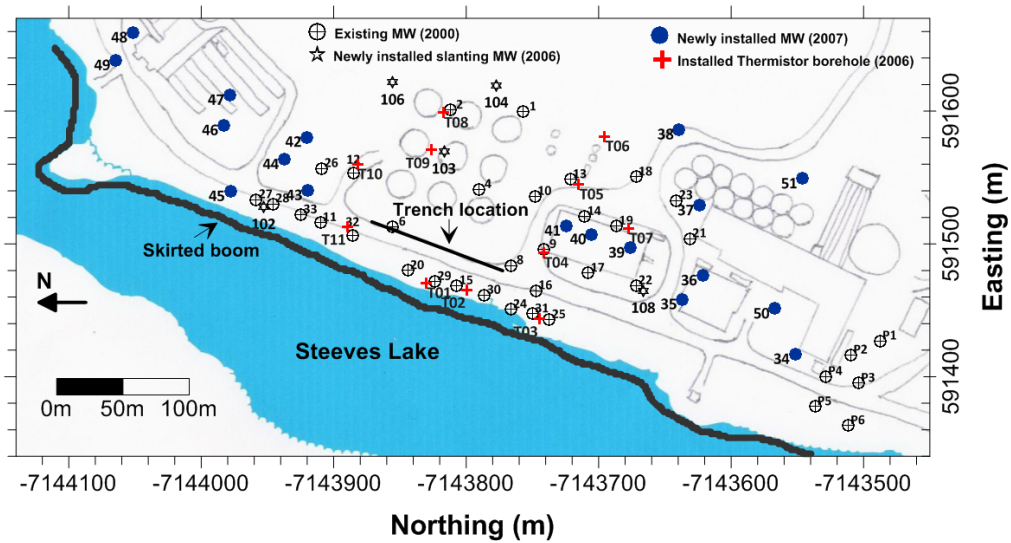 48
Existing MW (2000)
Newly installed MW (2007)
49
Newly installed slanting MW (2006)
Installed Thermistor borehole (2006)
47
106
104
2
1
T08
591600
46
42
38
T06
44
26
12
T10
T09
103
18
51
13
T05
45
27
28
43
4
10
23
37
102
33
11
32
Trench location
14
19
T11
6
41
40
T07
39
21
591500
Skirted boom
9
T04
8
17
Easting (m)
N
20
29
15
T01
T02
30
16
22
108
36
35
24
31
25
T03
50
Steeves Lake
34
P1
P2
P4
P3
591400
0m 50m 100m
P5
P6
-7144100 -7144000 -7143900 -7143800 -7143700 -7143600 -7143500
Northing (m)